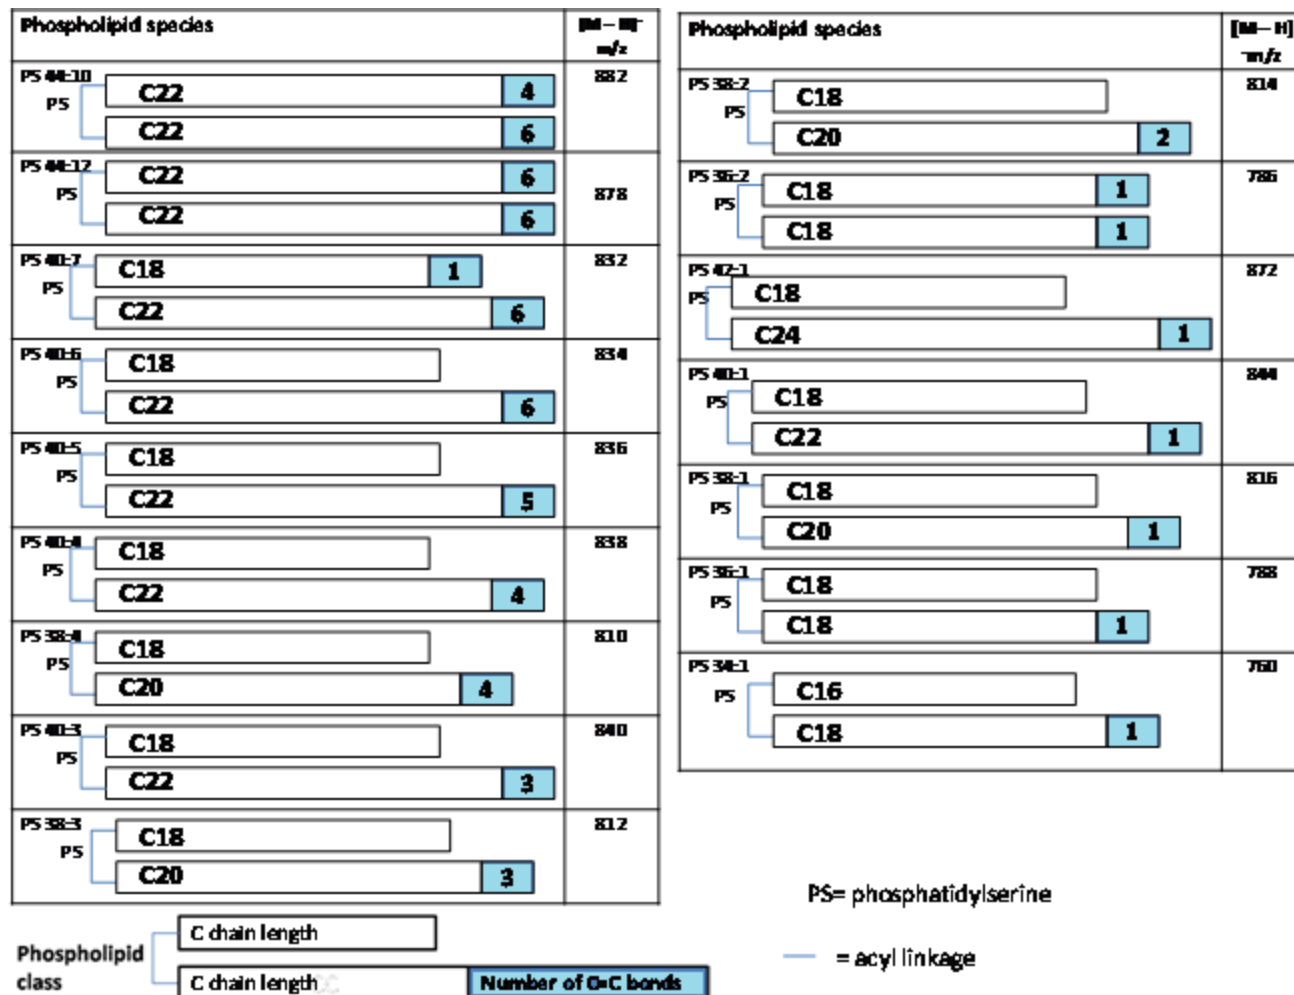 Phospholipid species [M – H]⁻
m/z
PS 44:10 882
PS
C22 4
C22 6
PS 44:12 878
PS
C22 6
C22 6
PS 40:7 832
PS
C18 1
C22 6
PS 40:6 834
PS
C18
C22 6
PS 40:5 836
PS
C18
C22 5
PS 40:4 838
PS
C18
C22 4
PS 38:4 810
PS
C18
C20 4
PS 40:3 840
PS
C18
C22 3
PS 38:3 812
PS
C18
C20 3
Phospholipid species [M – H]
m/z
PS 38:2 814
PS
C18
C20 2
PS 36:2 786
PS
C18 1
C18 1
PS 42:1 872
PS
C18
C24 1
PS 40:1 844
PS
C18
C22 1
PS 38:1 816
PS
C18
C20 1
PS 36:1 788
PS
C18
C18 1
PS 34:1 760
PS
C16
C18 1
Phospholipid
class
C chain length
C chain length Number of C=C bonds
PS= phosphatidylserine
= acyl linkage